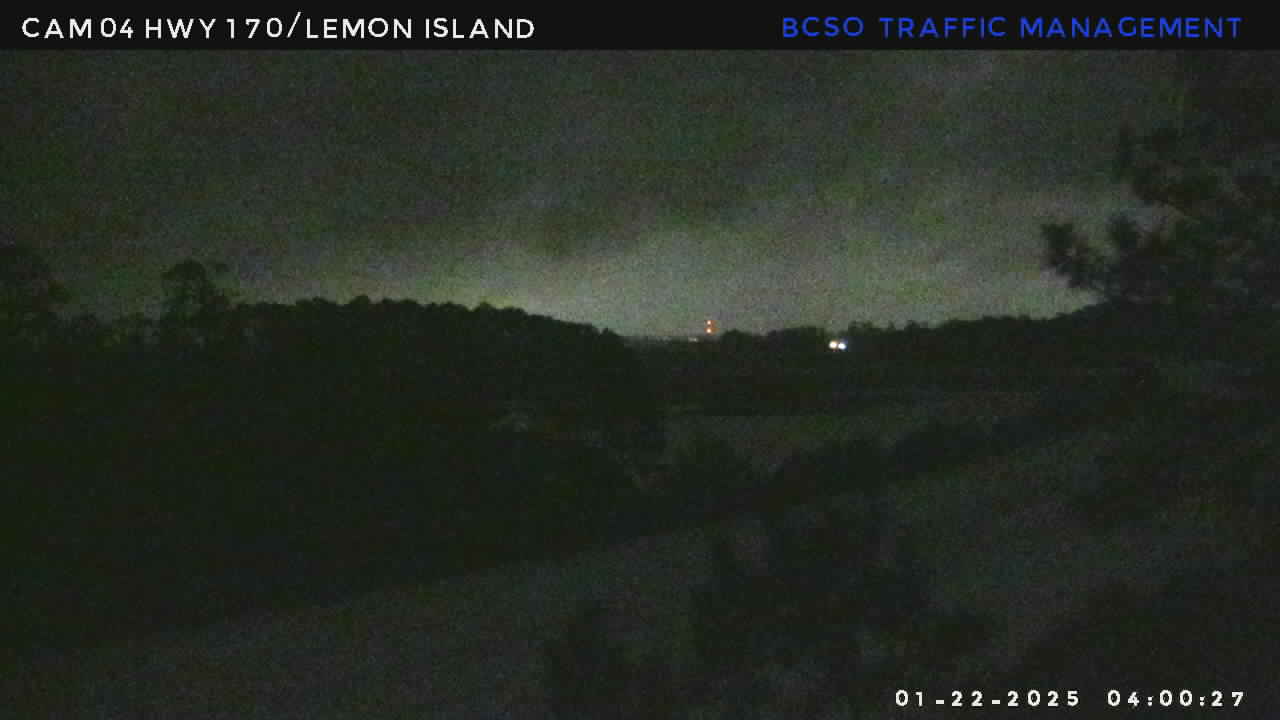 CAM04 HWY 170/LEMON ISLAND
BCSO TRAFFIC MANAGEMENT
01-22-2025 04:00:27